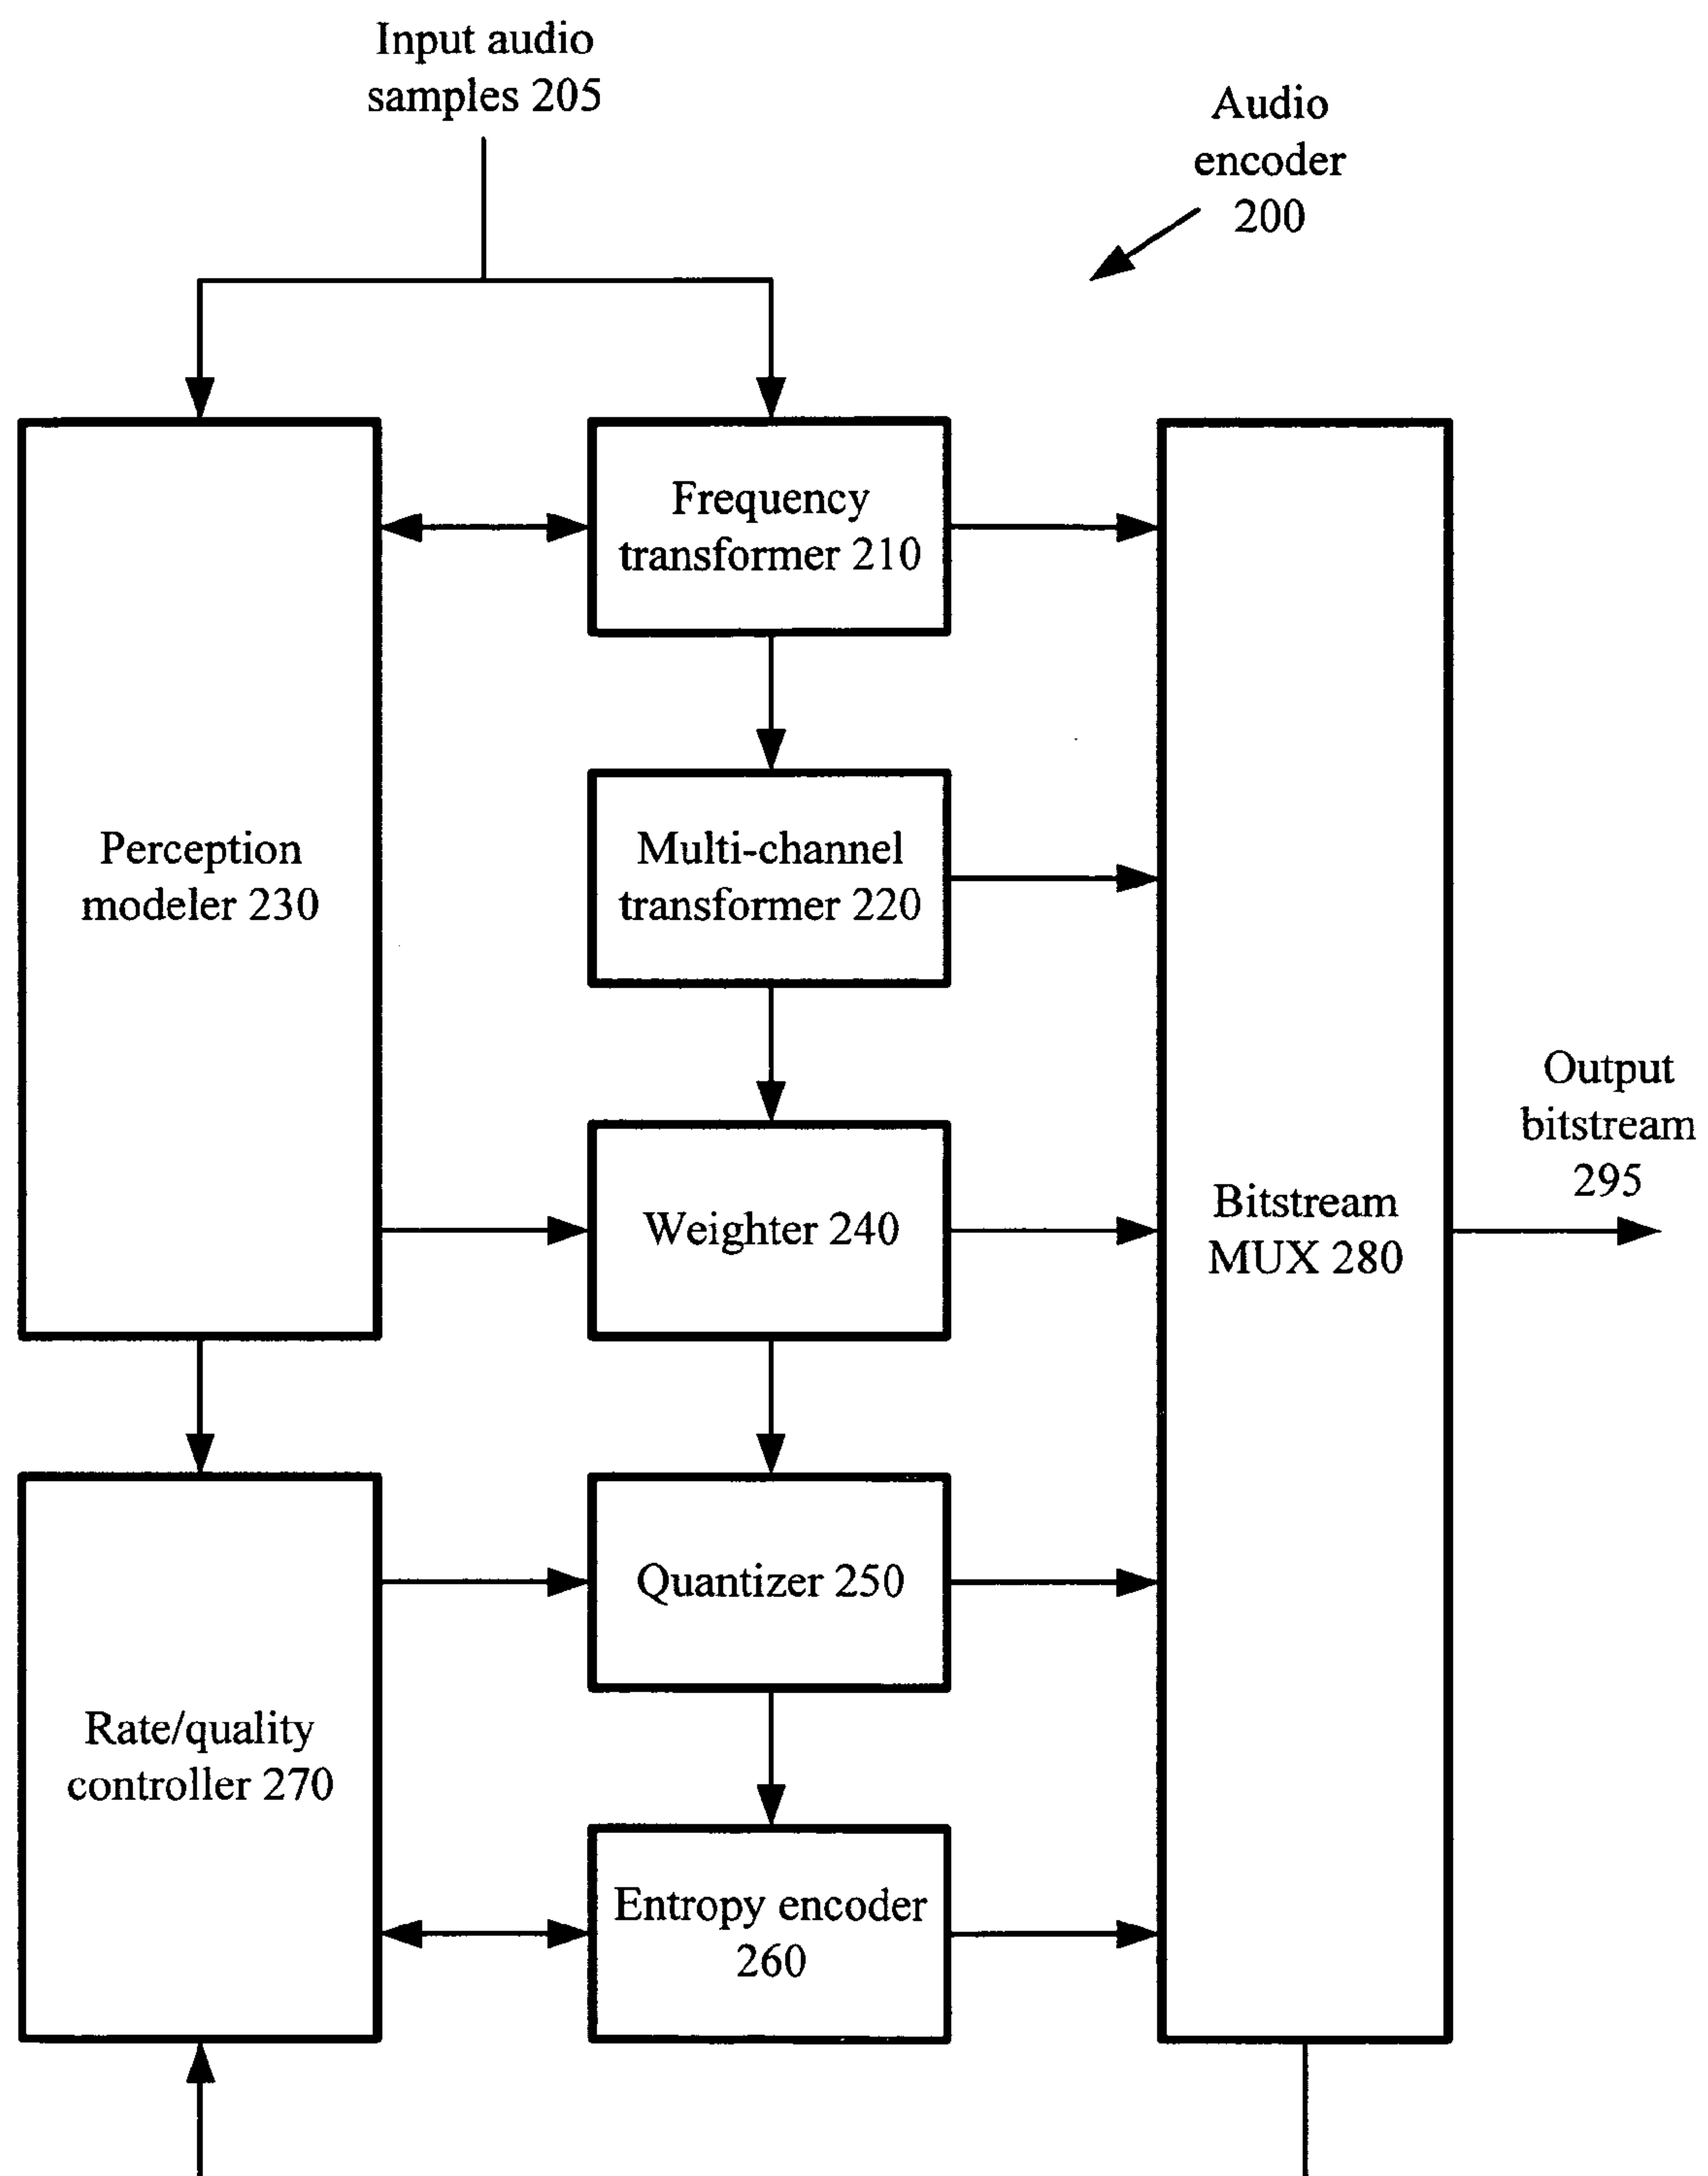 Input audio
samples 205
Audio
encoder
200
Frequency
transformer 210
Perception
modeler 230
Multi-channel
transformer 220
Output
bitstream
295
Weighter 240
Bitstream
MUX 280
Quantizer 250
Rate/quality
controller 270
Entropy encoder
260